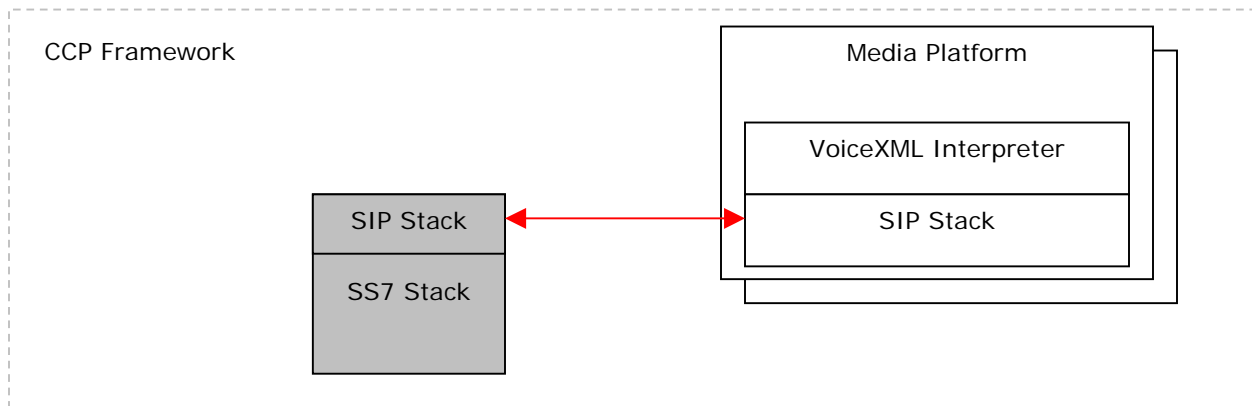 CCP Framework
Media Platform
VoiceXML Interpreter
SIP Stack
SIP Stack
SS7 Stack